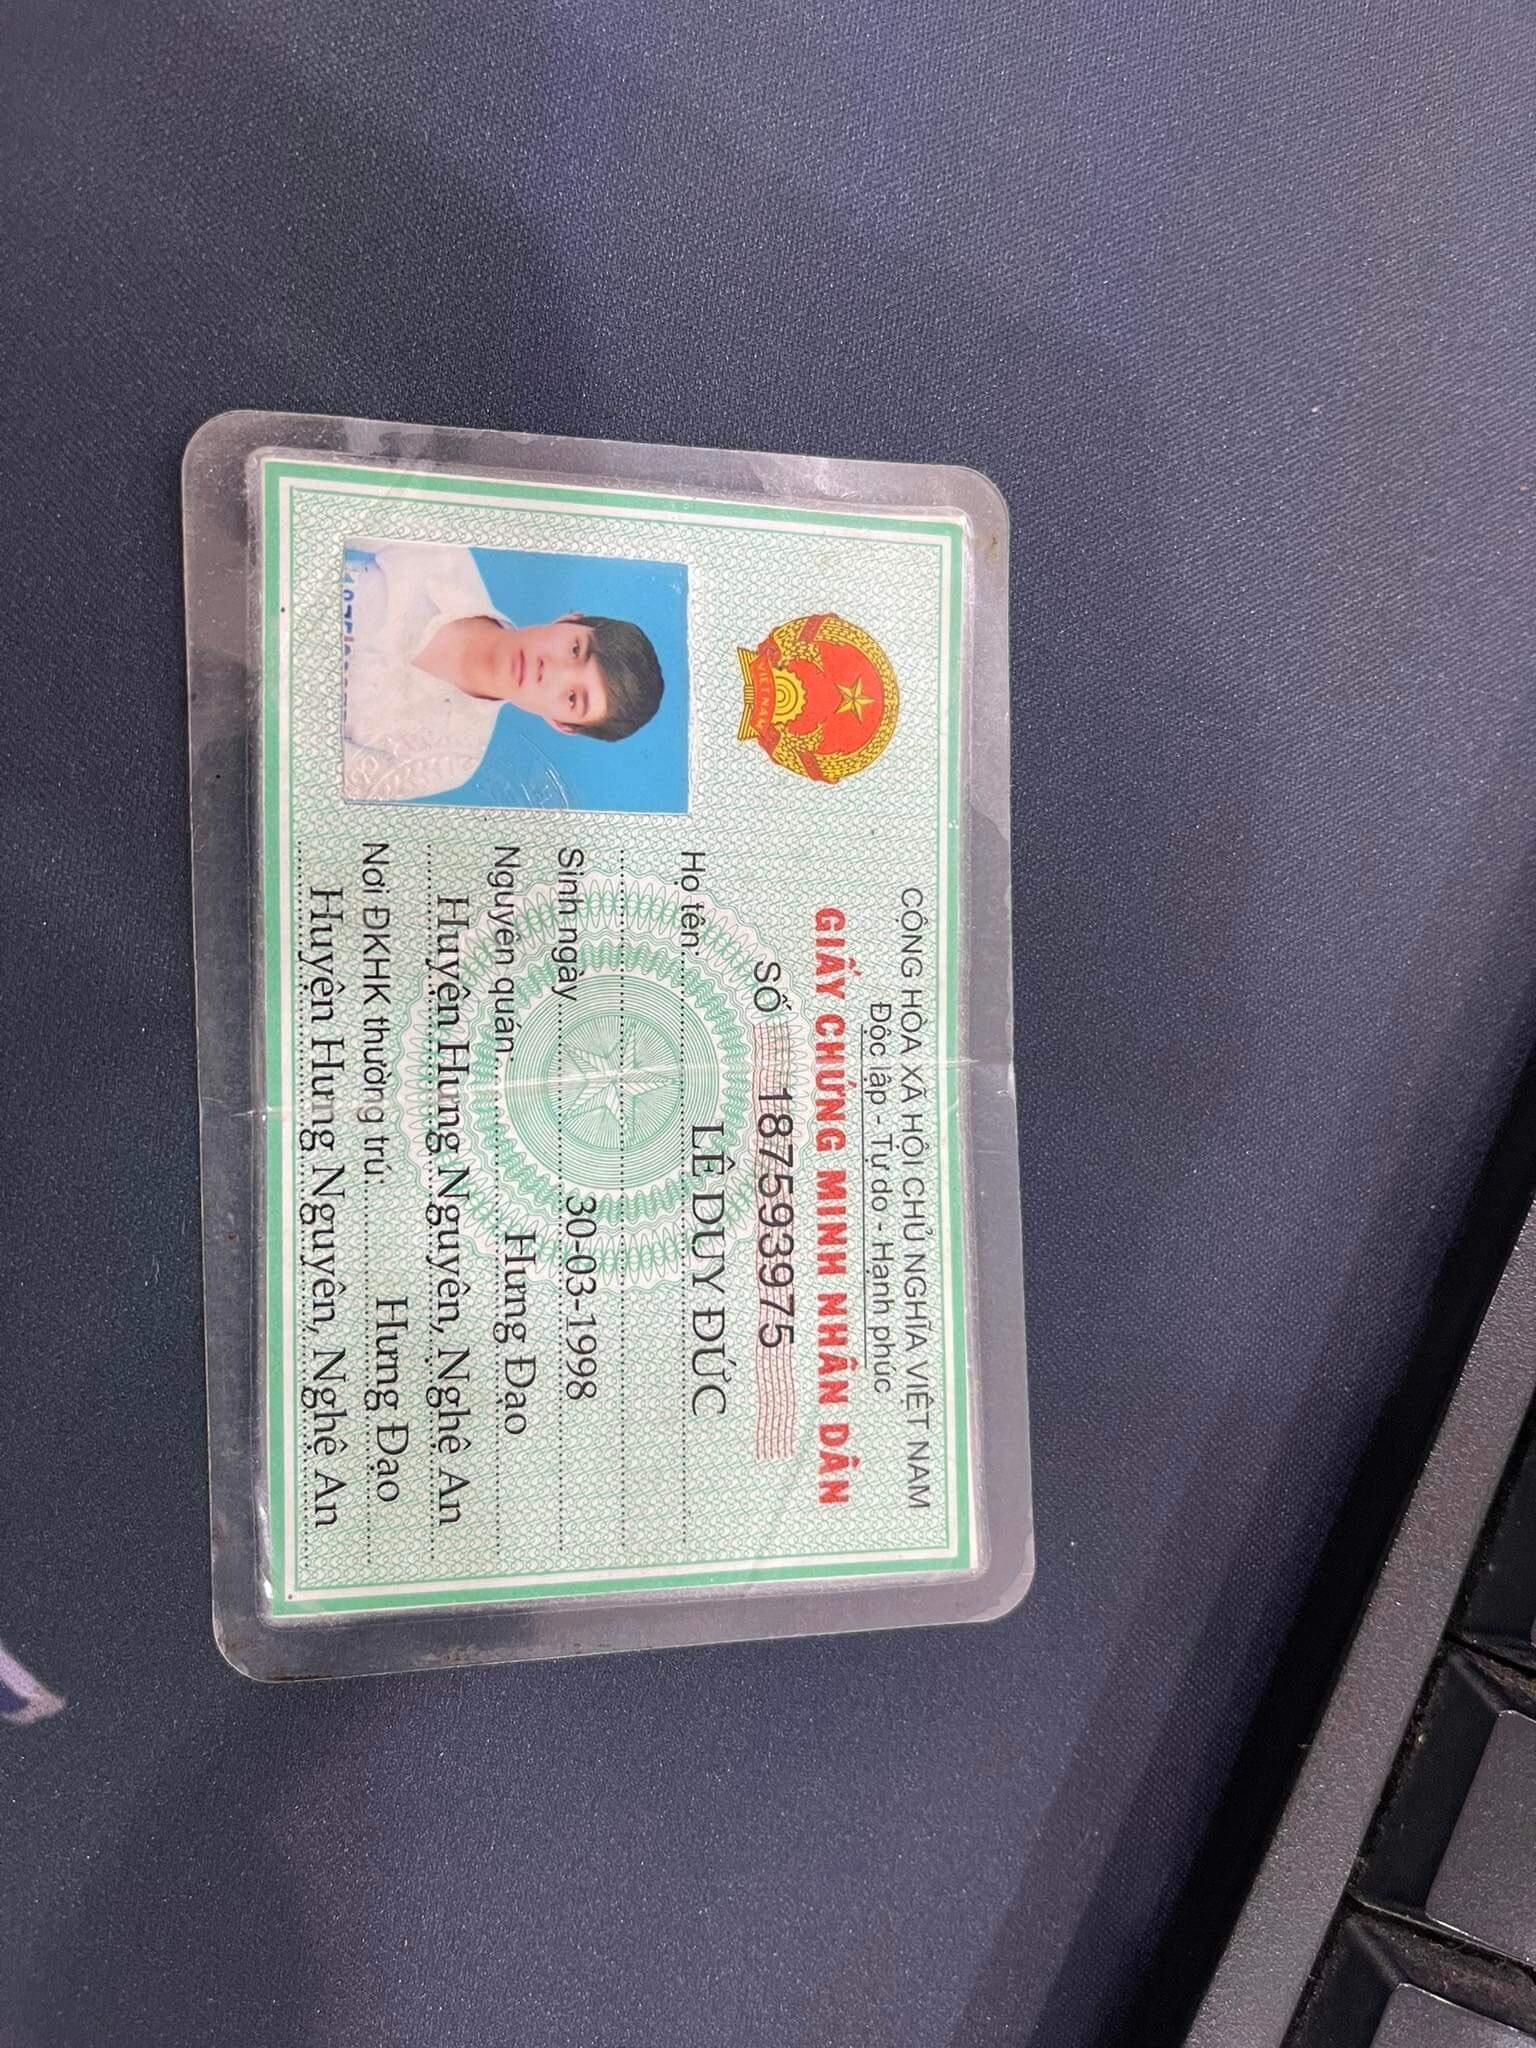 CỘNG HÒA XÃ HỘI CHỦ NGHĨA VIỆT NAM
Độc lập - Tự do - Hạnh phúc
GIẤY CHỨNG MINH NHÂN DÂN
SỐ 187593975
Họ tên: LÊ DUY ĐỨC
Sinh ngày 30-03-1998
Nguyên quán Hưng Đạo
Huyện Hưng Nguyên, Nghệ An
Nơi ĐKHK thường trú: Hưng Đạo
Huyện Hưng Nguyên, Nghệ An
VIỆT NAM